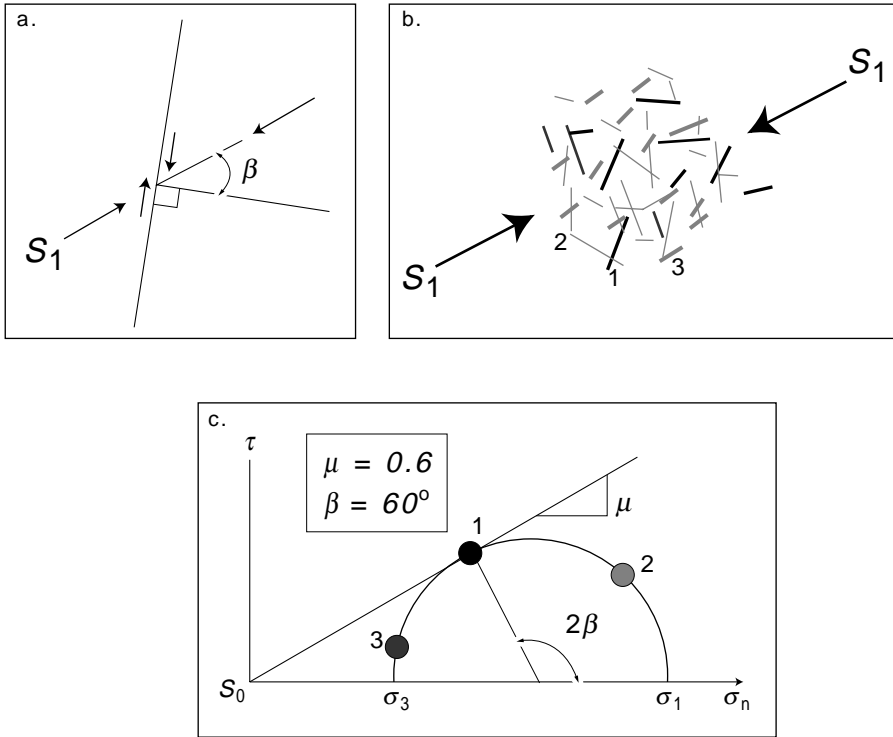 a.
β
S₁
b.
S₁
S₁
2
1
3
c.
τ
μ = 0.6
β = 60°
1
μ
2
3
2β
S₀
σ₃
σ₁
σₙ